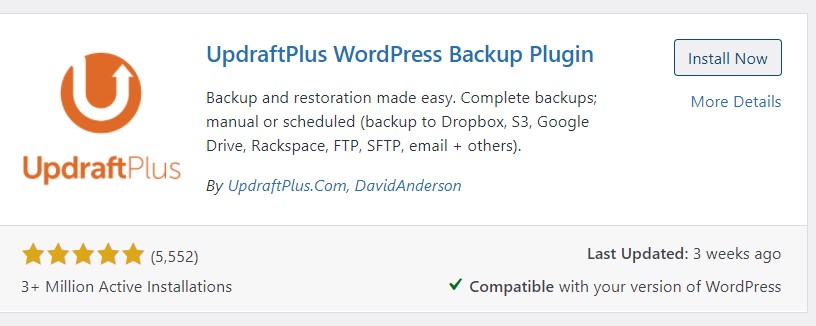 UpdraftPlus WordPress Backup Plugin
Install Now
More Details
Backup and restoration made easy. Complete backups;
manual or scheduled (backup to Dropbox, S3, Google
Drive, Rackspace, FTP, SFTP, email + others).
By UpdraftPlus.Com, DavidAnderson
UpdraftPlus
(5,552)
Last Updated: 3 weeks ago
3+ Million Active Installations
Compatible with your version of WordPress